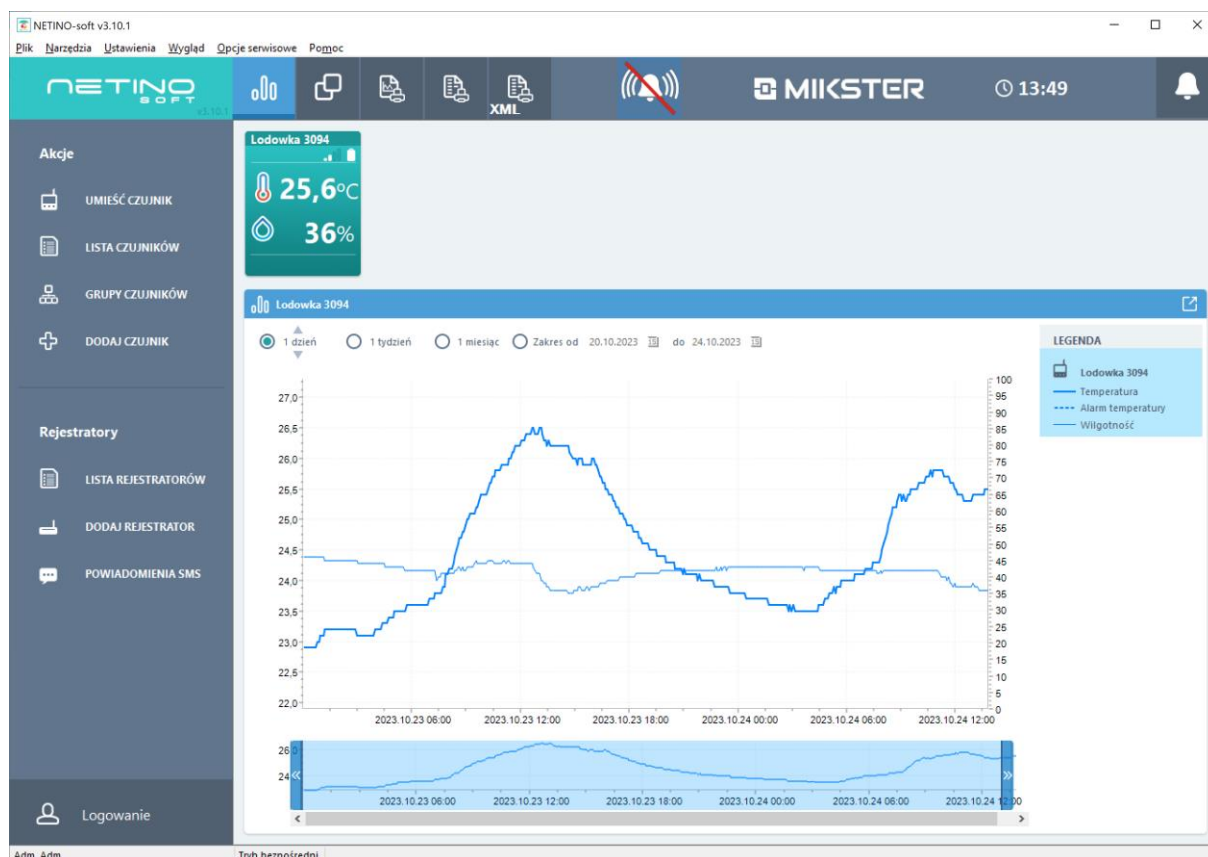 NETINO-soft v3.10.1
Plik Narzędzia Ustawienia Wygląd Opcje serwisowe Pomoc
NETINO
SOFT
v3.10.1
XML
MIKSTER
13:49
Akcje
UMIEŚĆ CZUJNIK
LISTA CZUJNIKÓW
GRUPY CZUJNIKÓW
DODAJ CZUJNIK
Rejestratory
LISTA REJESTRATORÓW
DODAJ REJESTRATOR
POWIADOMIENIA SMS
Logowanie
Lodowka 3094
25,6°C
36%
Lodowka 3094
1 dzień 1 tydzień 1 miesiąc Zakres od 20.10.2023 15 do 24.10.2023 15
LEGENDA
Lodowka 3094
Temperatura
Alarm temperatury
Wilgotność
27,0
26,5
26,0
25,5
25,0
24,5
24,0
23,5
23,0
22,5
22,0
100
95
90
85
80
75
70
65
60
55
50
45
40
35
30
25
20
15
10
5
0
2023.10.23 06:00 2023.10.23 12:00 2023.10.23 18:00 2023.10.24 00:00 2023.10.24 06:00 2023.10.24 12:00
26,0
24
2023.10.23 06:00 2023.10.23 12:00 2023.10.23 18:00 2023.10.24 00:00 2023.10.24 06:00 2023.10.24 12:00
Adm. Adm. Tryb bezpośredni